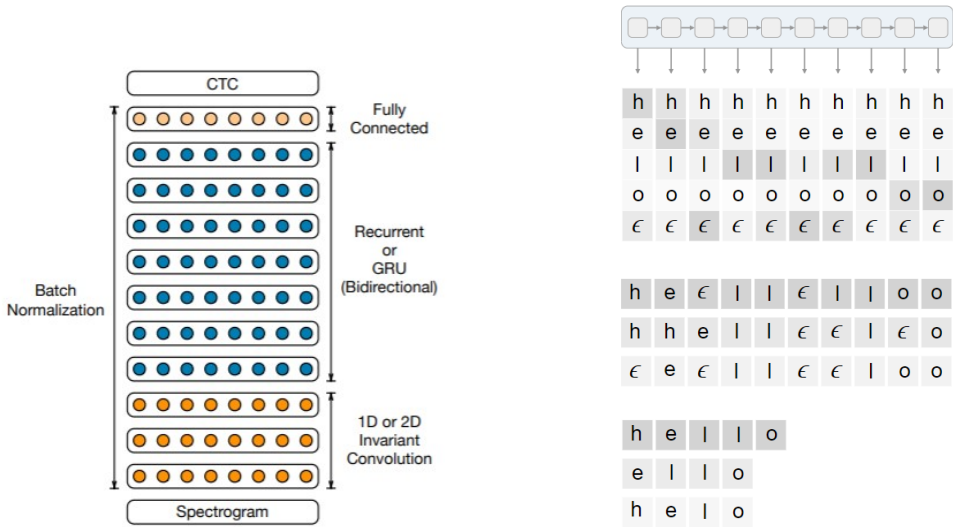 CTC
Fully
Connected
Recurrent
or
GRU
(Bidirectional)
Batch
Normalization
1D or 2D
Invariant
Convolution
Spectrogram
h h h h h h h h h h
e e e e e e e e e e
l l l l l l l l l l
o o o o o o o o o o
ϵ ϵ ϵ ϵ ϵ ϵ ϵ ϵ ϵ ϵ
h e ϵ l l ϵ l l o o
h h e l l ϵ ϵ l ϵ o
ϵ e ϵ l l ϵ ϵ l o o
h e l l o
e l l o
h e l o